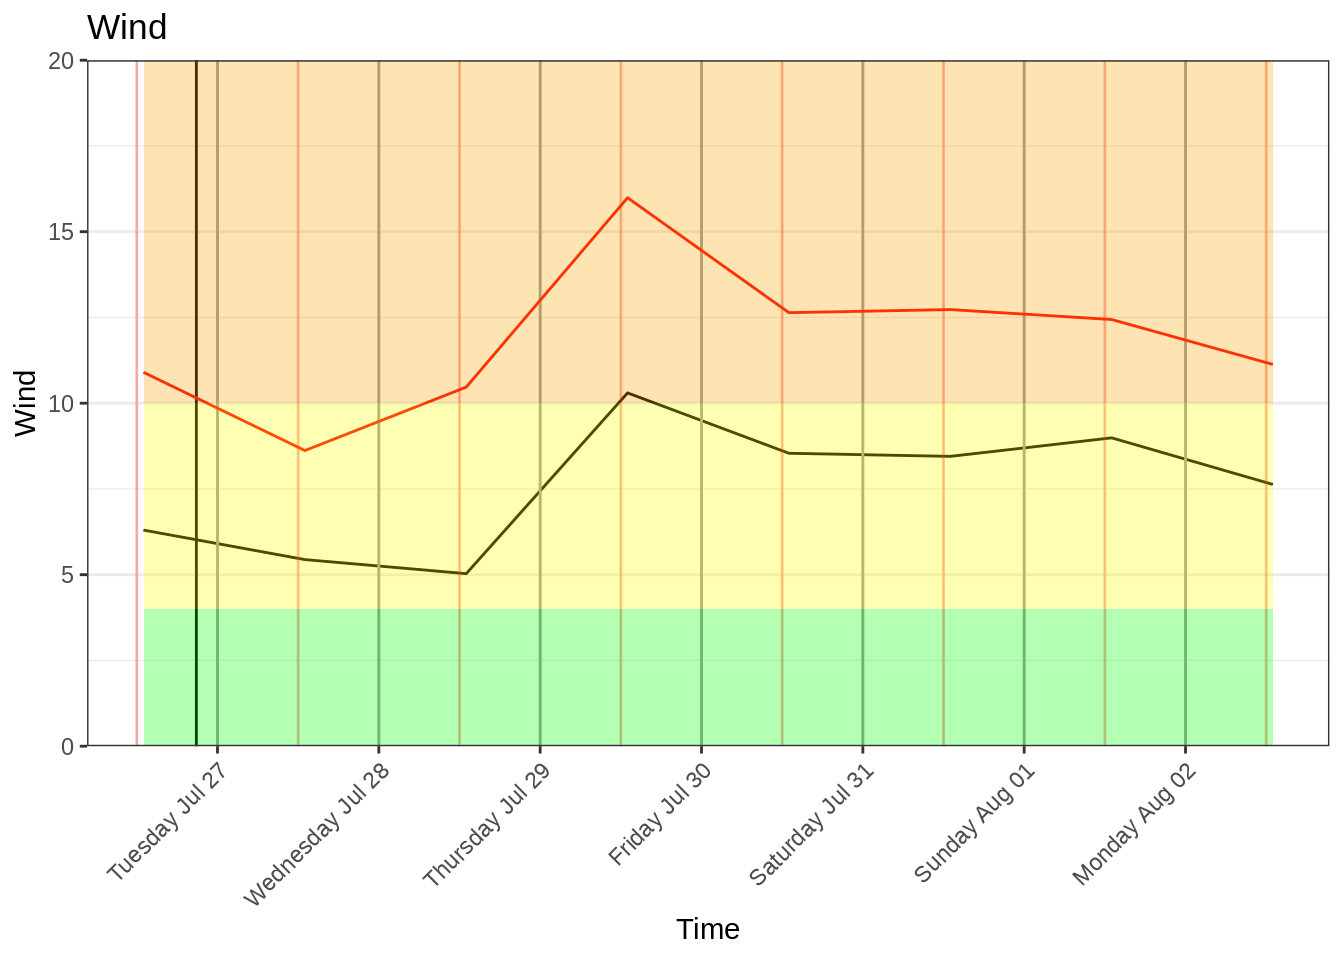 Wind
20
15
10
5
0
Wind
Tuesday Jul 27
Wednesday Jul 28
Thursday Jul 29
Friday Jul 30
Saturday Jul 31
Sunday Aug 01
Monday Aug 02
Time